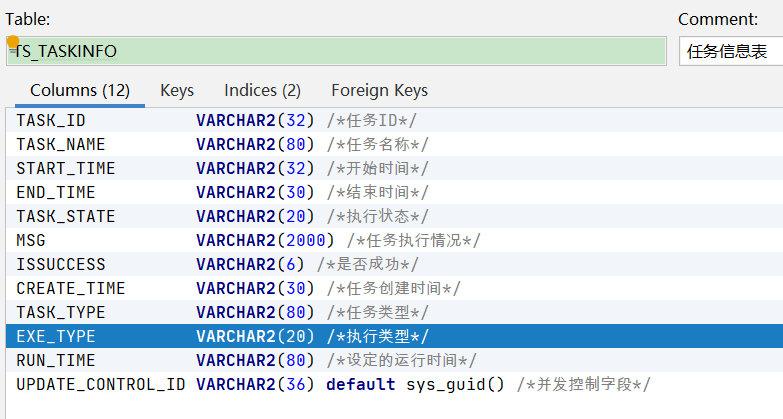 Table:
Comment:
TS_TASKINFO
任务信息表
Columns (12)
Keys
Indices (2)
Foreign Keys
TASK_ID VARCHAR2(32) /*任务ID*/
TASK_NAME VARCHAR2(80) /*任务名称*/
START_TIME VARCHAR2(32) /*开始时间*/
END_TIME VARCHAR2(30) /*结束时间*/
TASK_STATE VARCHAR2(20) /*执行状态*/
MSG VARCHAR2(2000) /*任务执行情况*/
ISSUCCESS VARCHAR2(6) /*是否成功*/
CREATE_TIME VARCHAR2(30) /*任务创建时间*/
TASK_TYPE VARCHAR2(80) /*任务类型*/
EXE_TYPE VARCHAR2(20) /*执行类型*/
RUN_TIME VARCHAR2(80) /*设定的运行时间*/
UPDATE_CONTROL_ID VARCHAR2(36) default sys_guid() /*并发控制字段*/